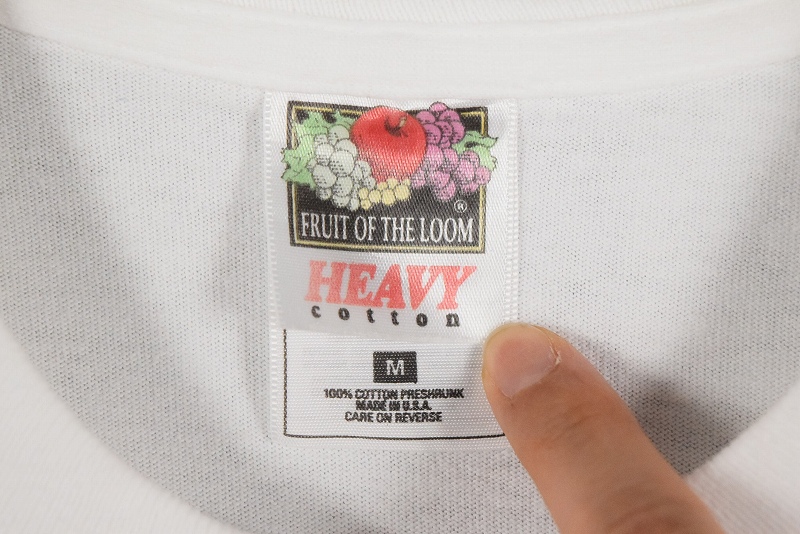 ®
FRUIT OF THE LOOM
HEAVY
cotton
M
100% COTTON PRESHRUNK
MADE IN U.S.A.
CARE ON REVERSE